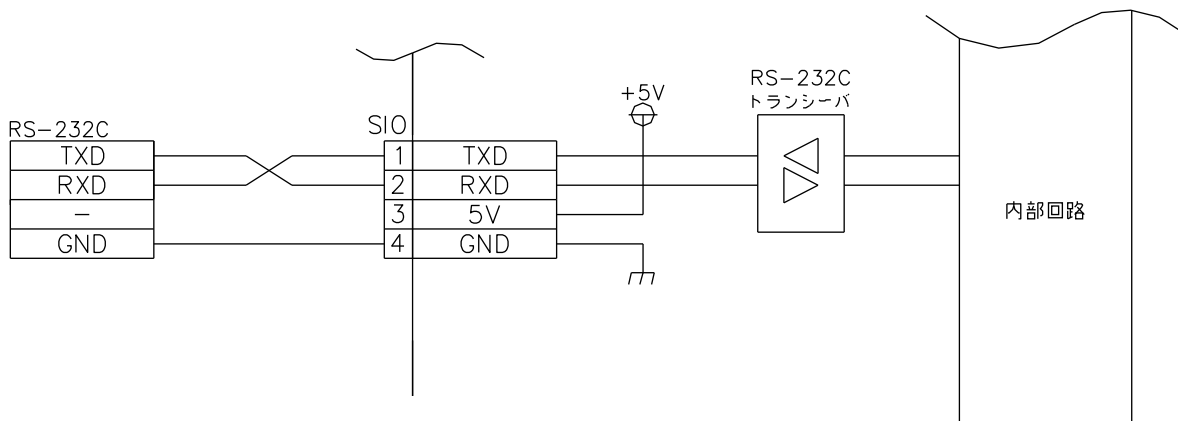 RS-232C
トランシーバ
+5V
SIO
RS-232C
TXD 1 TXD
RXD 2 RXD
- 3 5V
GND 4 GND
内部回路